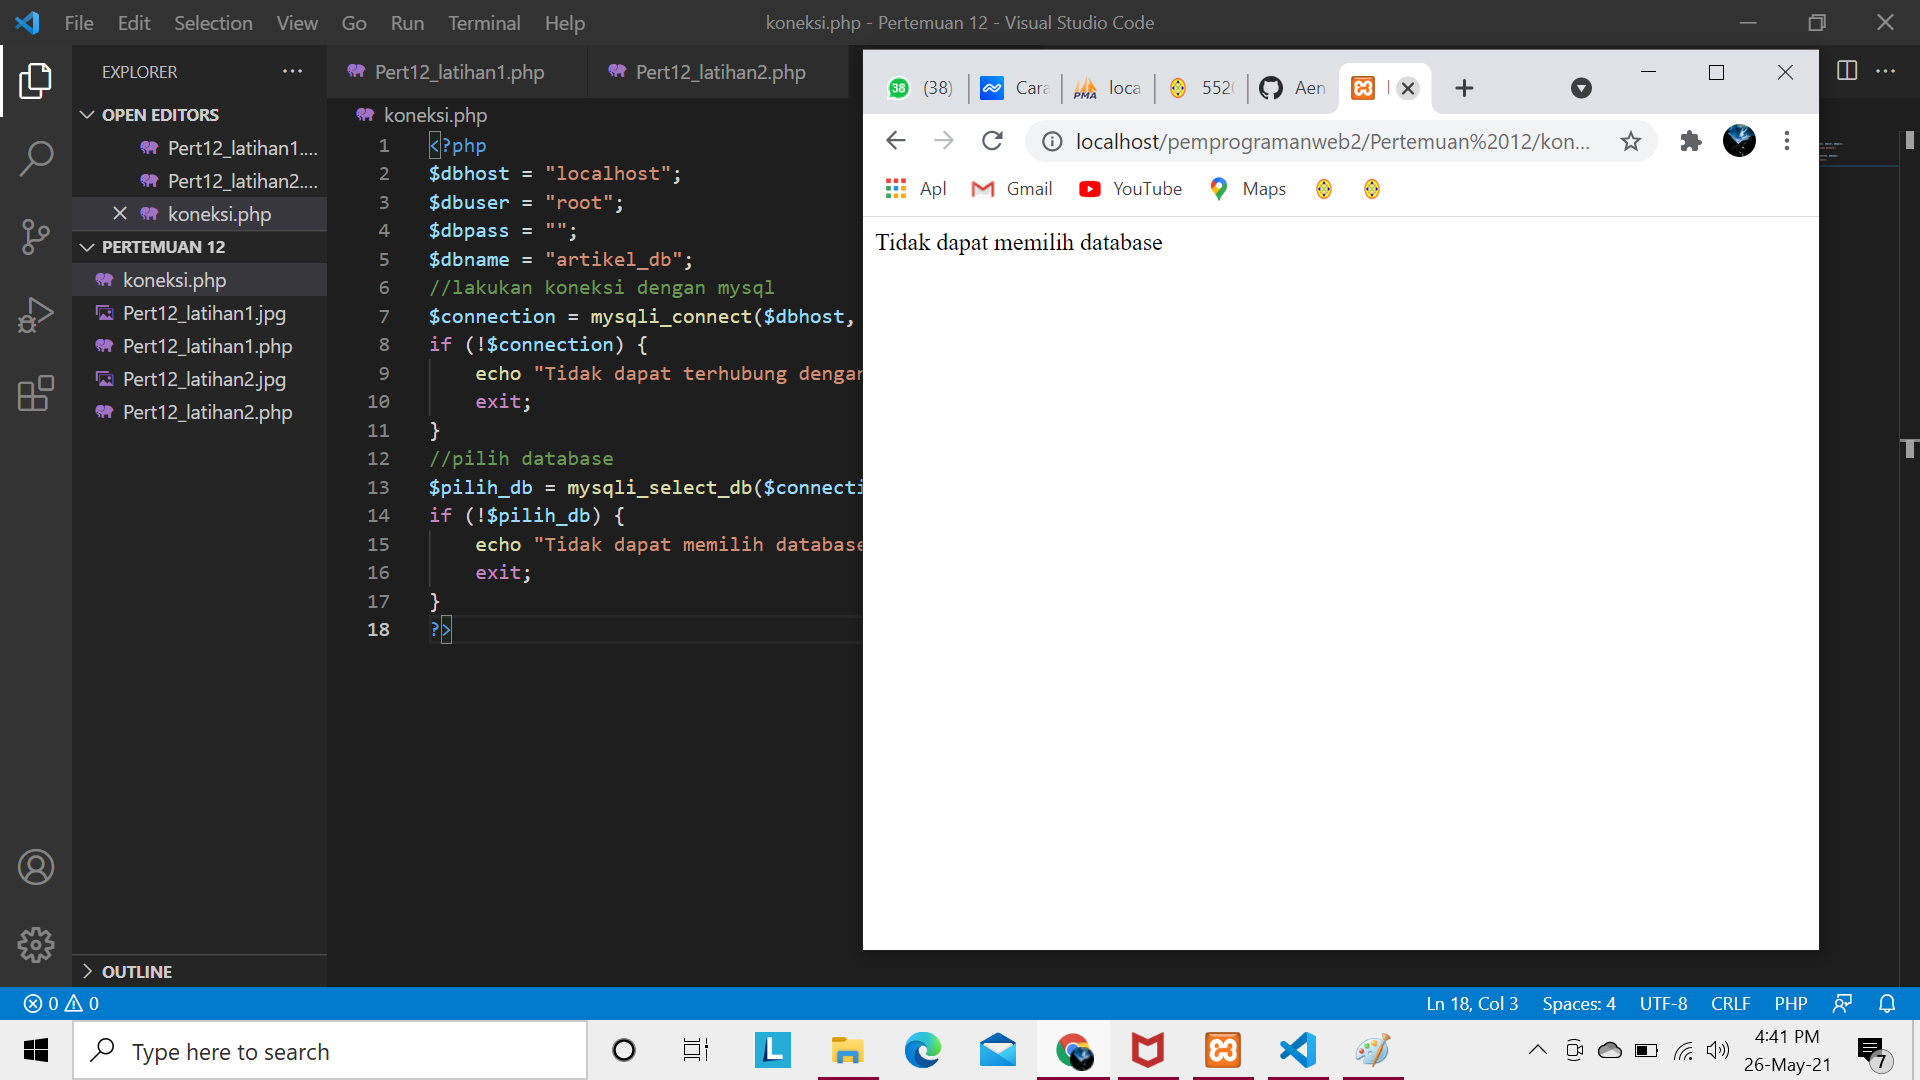 File Edit Selection View Go Run Terminal Help
koneksi.php - Pertemuan 12 - Visual Studio Code
EXPLORER
OPEN EDITORS
Pert12_latihan1....
Pert12_latihan2....
koneksi.php
PERTEMUAN 12
koneksi.php
Pert12_latihan1.jpg
Pert12_latihan1.php
Pert12_latihan2.jpg
Pert12_latihan2.php
OUTLINE
Pert12_latihan1.php
Pert12_latihan2.php
koneksi.php
1 <?php
2 $dbhost = "localhost";
3 $dbuser = "root";
4 $dbpass = "";
5 $dbname = "artikel_db";
6 //lakukan koneksi dengan mysql
7 $connection = mysqli_connect($dbhost,
8 if (!$connection) {
9 echo "Tidak dapat terhubung dengan
10 exit;
11 }
12 //pilih database
13 $pilih_db = mysqli_select_db($connecti
14 if (!$pilih_db) {
15 echo "Tidak dapat memilih database
16 exit;
17 }
18 ?>
38 (38) Cara PMA loca 552 Aen
localhost/pemprogramanweb2/Pertemuan%2012/kon...
Apl Gmail YouTube Maps
Tidak dapat memilih database
0 0
Ln 18, Col 3 Spaces: 4 UTF-8 CRLF PHP
Type here to search
L
4:41 PM
26-May-21
7